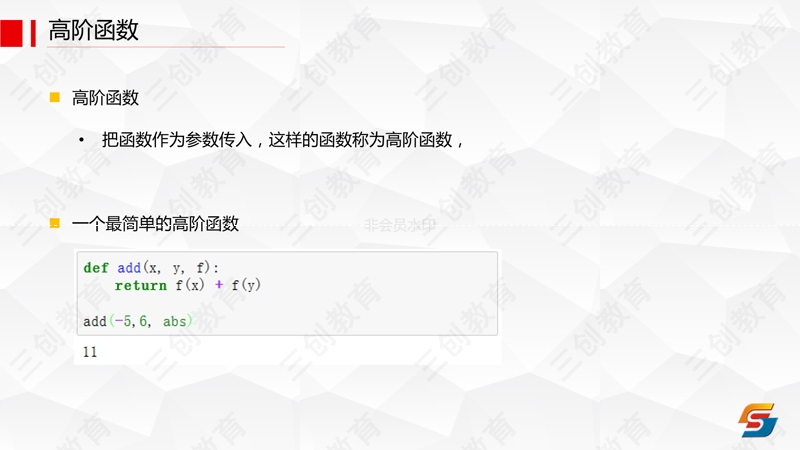 高阶函数
高阶函数
• 把函数作为参数传入，这样的函数称为高阶函数，
一个最简单的高阶函数
非会员水印
def add(x, y, f):
    return f(x) + f(y)
add(-5,6, abs)
11
三创教育